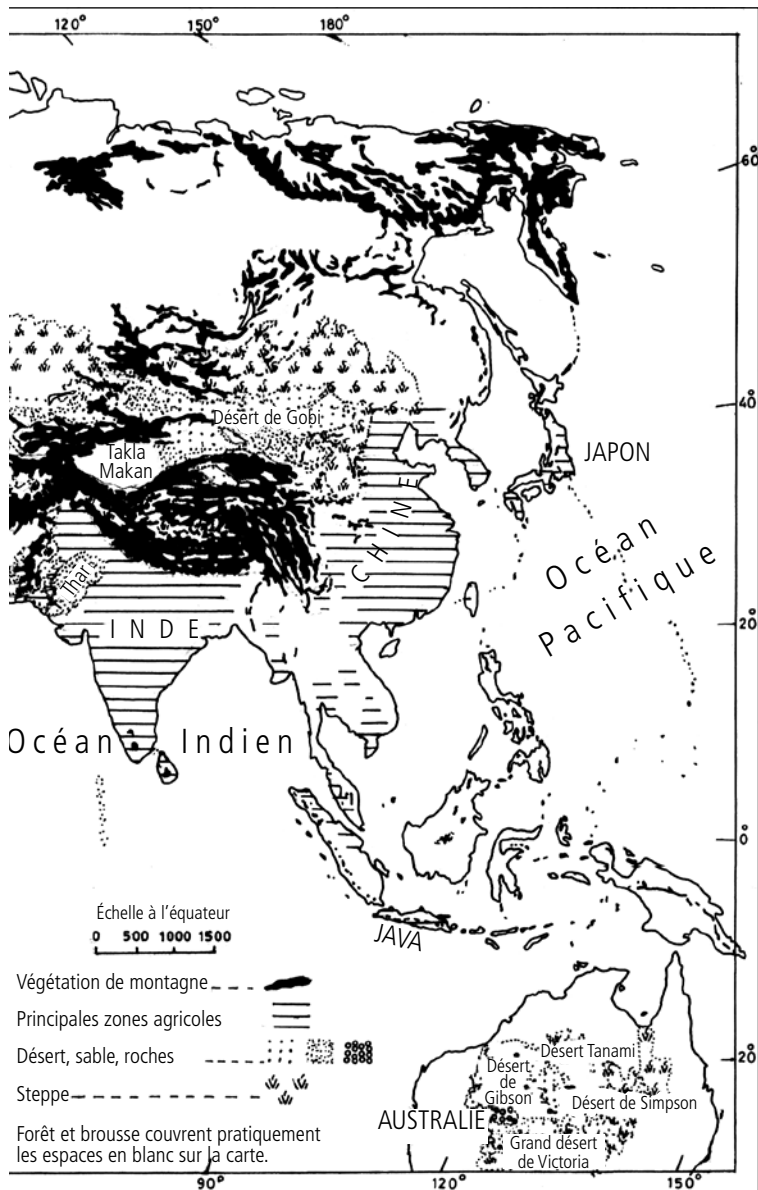 120° 150° 180°
60°
Désert de Gobi
40°
Takla
Makan
JAPON
CHINE
Océan
Pacifique
Thar
INDE
20°
Océan Indien
0°
Échelle à l'équateur
0 500 1000 1500
JAVA
Végétation de montagne
Principales zones agricoles
Désert, sable, roches
Steppe
Forêt et brousse couvrent pratiquement
les espaces en blanc sur la carte.
Désert Tanami
20°
Désert
de
Gibson
Désert de Simpson
AUSTRALIE
Grand désert
de Victoria
90° 120° 150°